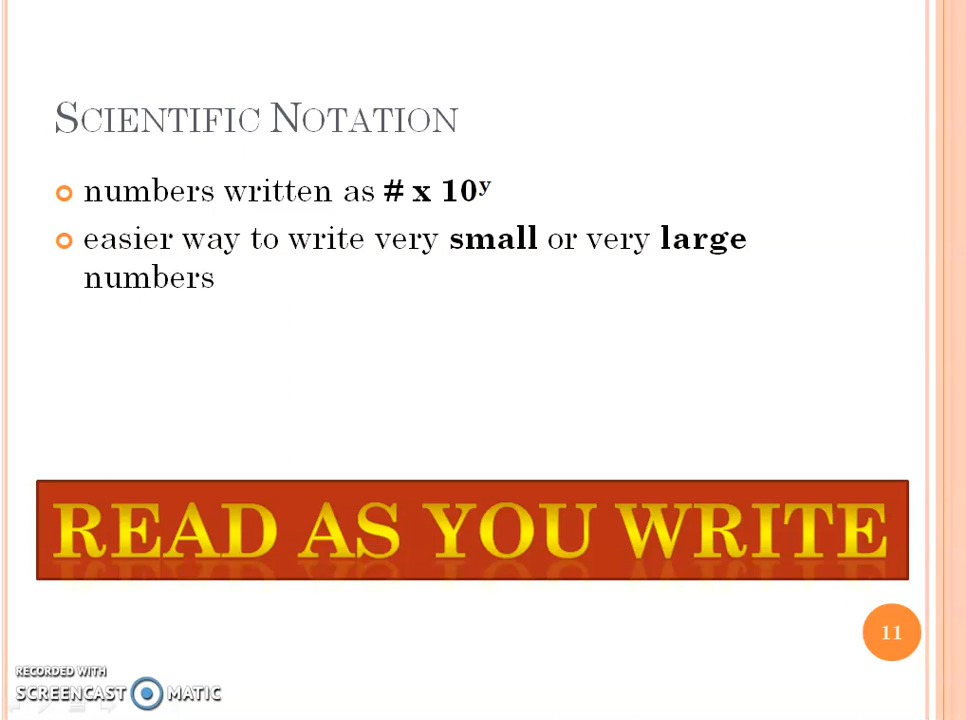 Scientific Notation
numbers written as # x 10ʸ
easier way to write very small or very large
numbers
READ AS YOU WRITE
11
RECORDED WITH
SCREENCAST MATIC